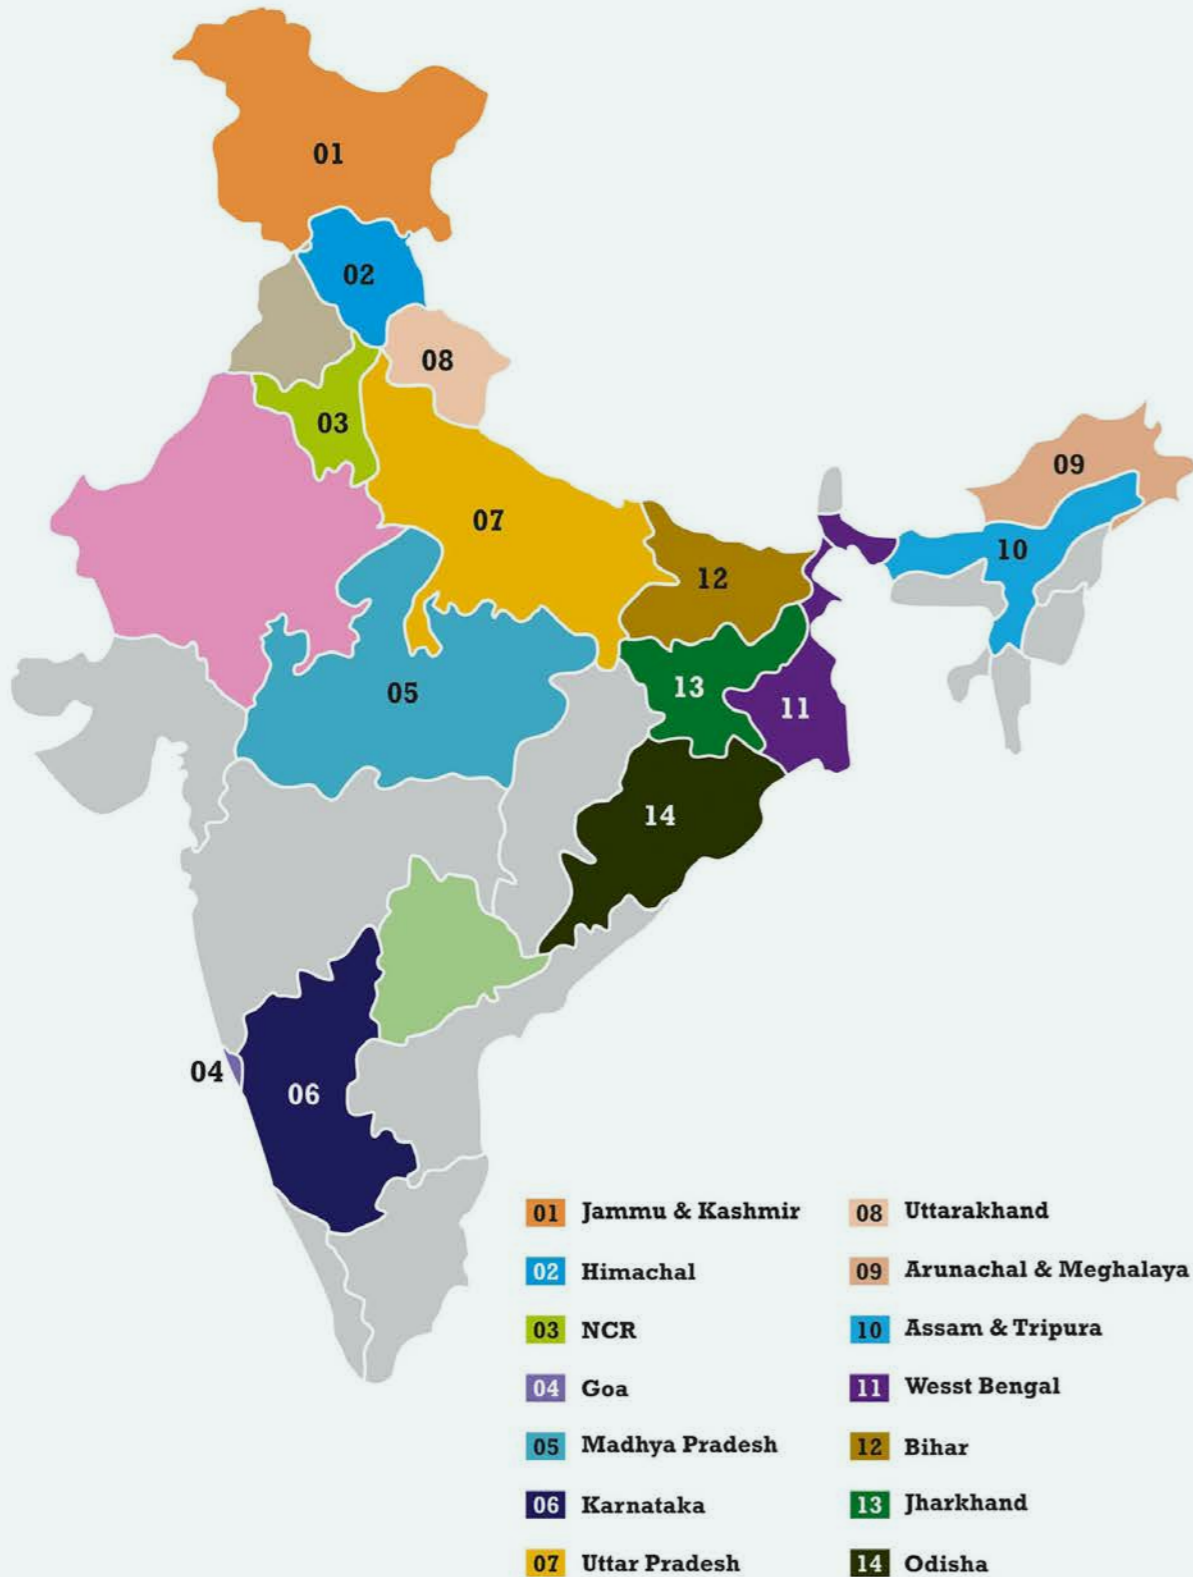 01
02
08
03
09
07
10
12
13
05
11
14
04
06
01 Jammu & Kashmir
02 Himachal
03 NCR
04 Goa
05 Madhya Pradesh
06 Karnataka
07 Uttar Pradesh
08 Uttarakhand
09 Arunachal & Meghalaya
10 Assam & Tripura
11 Wesst Bengal
12 Bihar
13 Jharkhand
14 Odisha